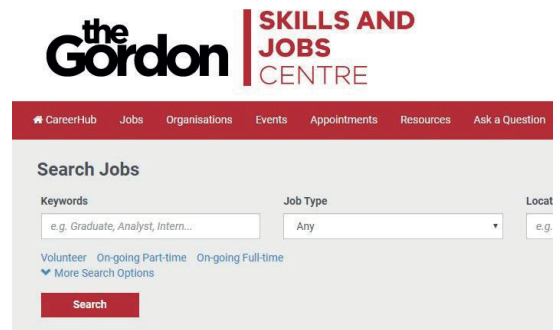 the
Gordon
SKILLS AND
JOBS
CENTRE
CareerHub Jobs Organisations Events Appointments Resources Ask a Question
Search Jobs
Keywords Job Type Locat
e.g. Graduate, Analyst, Intern... Any e.g.
Volunteer On-going Part-time On-going Full-time
More Search Options
Search